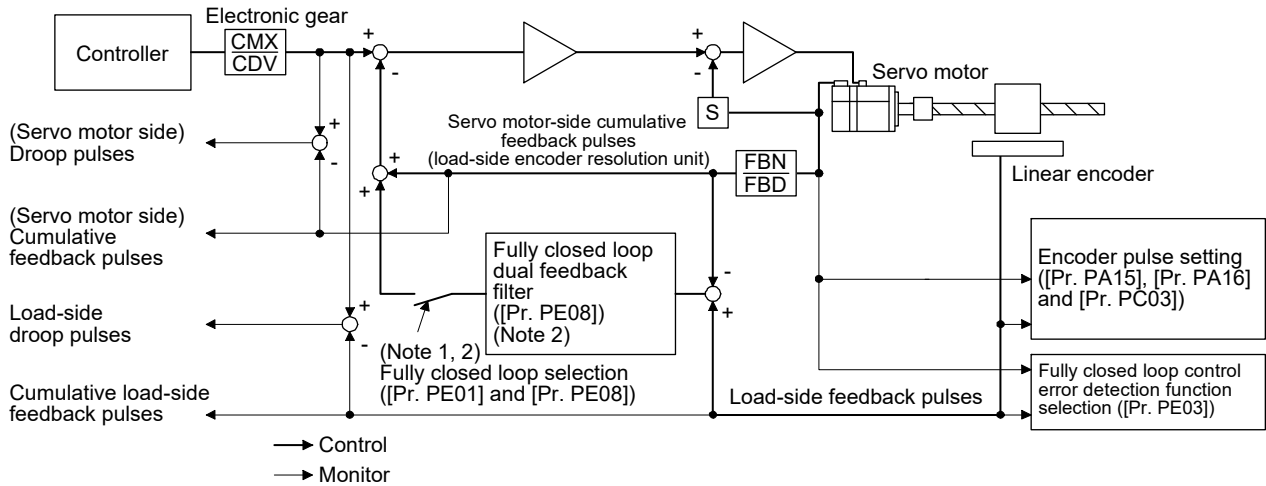 Electronic gear
Controller
CMX
CDV
+
-
+
-
S
Servo motor
(Servo motor side)
Droop pulses
+
-
Servo motor-side cumulative
feedback pulses
(load-side encoder resolution unit)
+
+
FBN
FBD
Linear encoder
(Servo motor side)
Cumulative
feedback pulses
Fully closed loop
dual feedback
filter
([Pr. PE08])
(Note 2)
-
+
Encoder pulse setting
([Pr. PA15], [Pr. PA16]
and [Pr. PC03])
Load-side
droop pulses
+
-
(Note 1, 2)
Fully closed loop selection
([Pr. PE01] and [Pr. PE08])
Cumulative load-side
feedback pulses
Load-side feedback pulses
Fully closed loop control
error detection function
selection ([Pr. PE03])
Control
Monitor